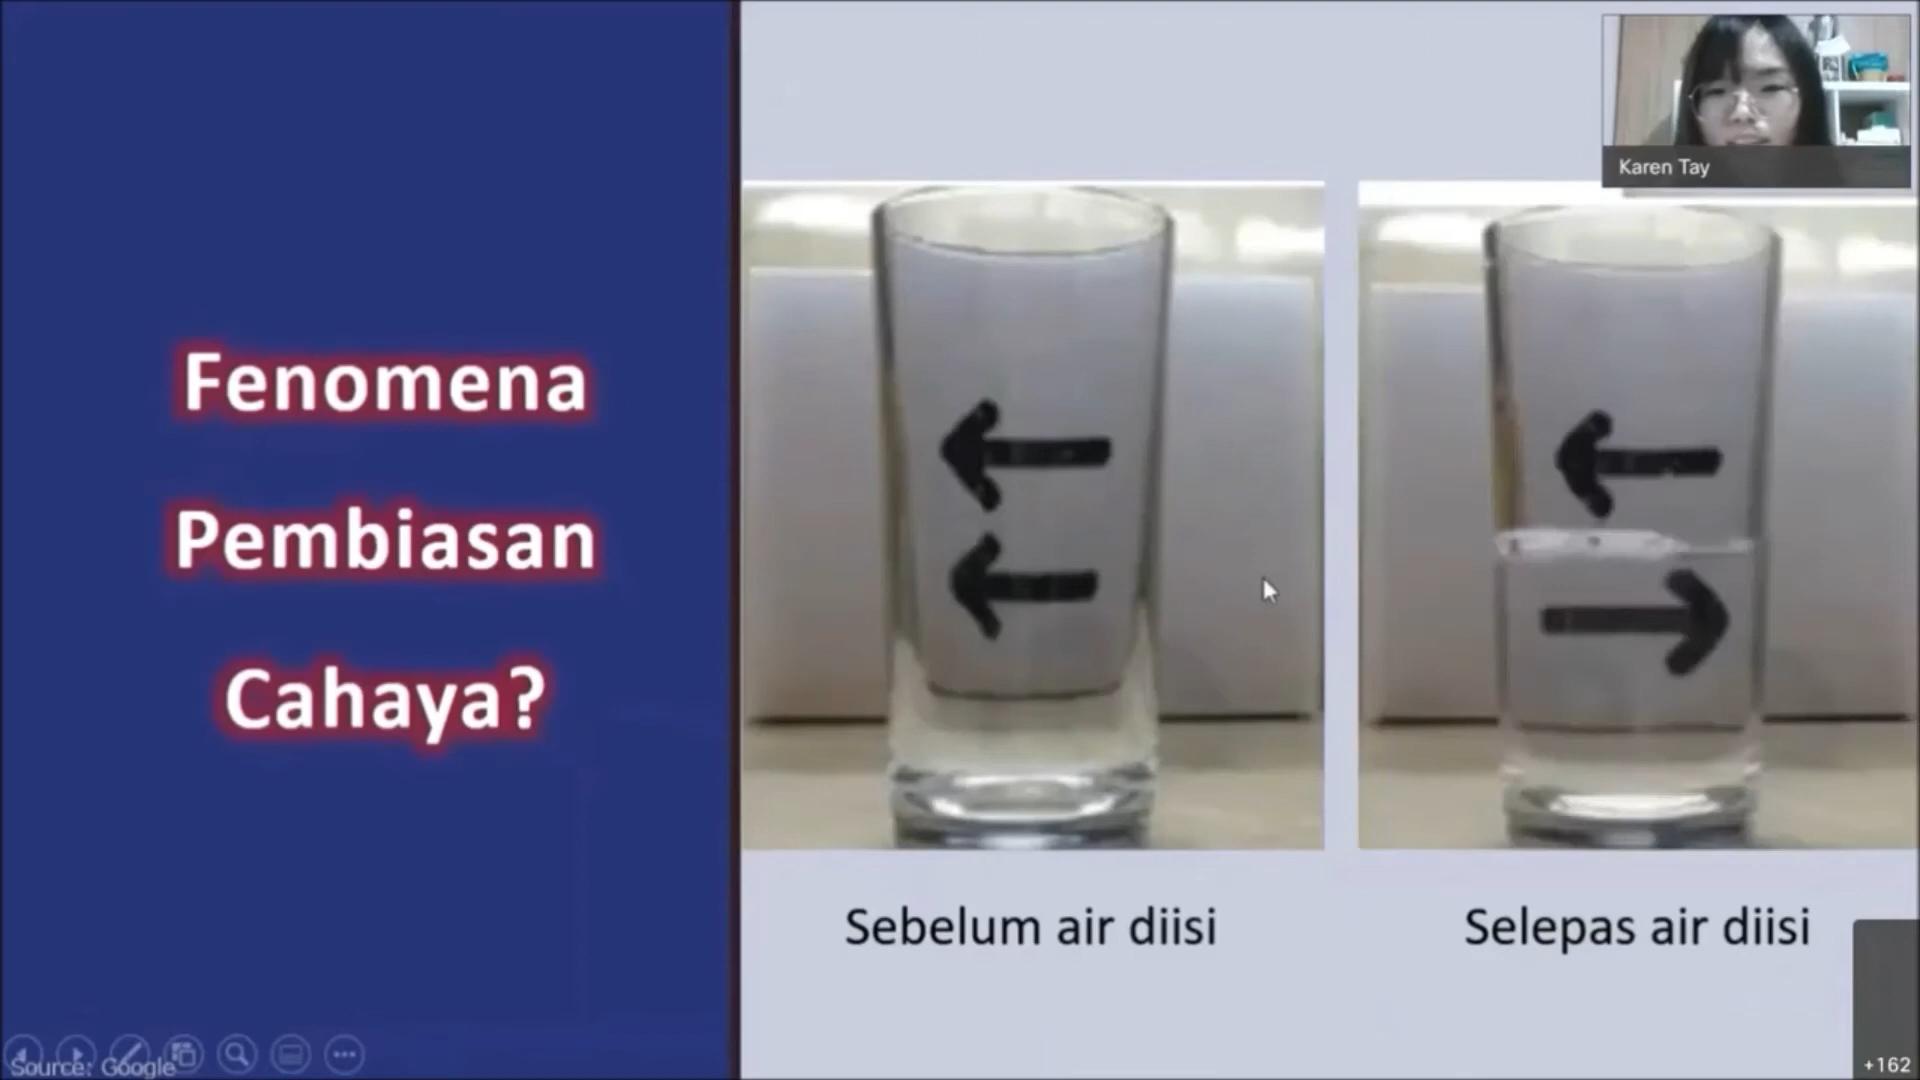 Karen Tay
Fenomena
Pembiasan
Cahaya?
Sebelum air diisi
Selepas air diisi
Source: Google
+162